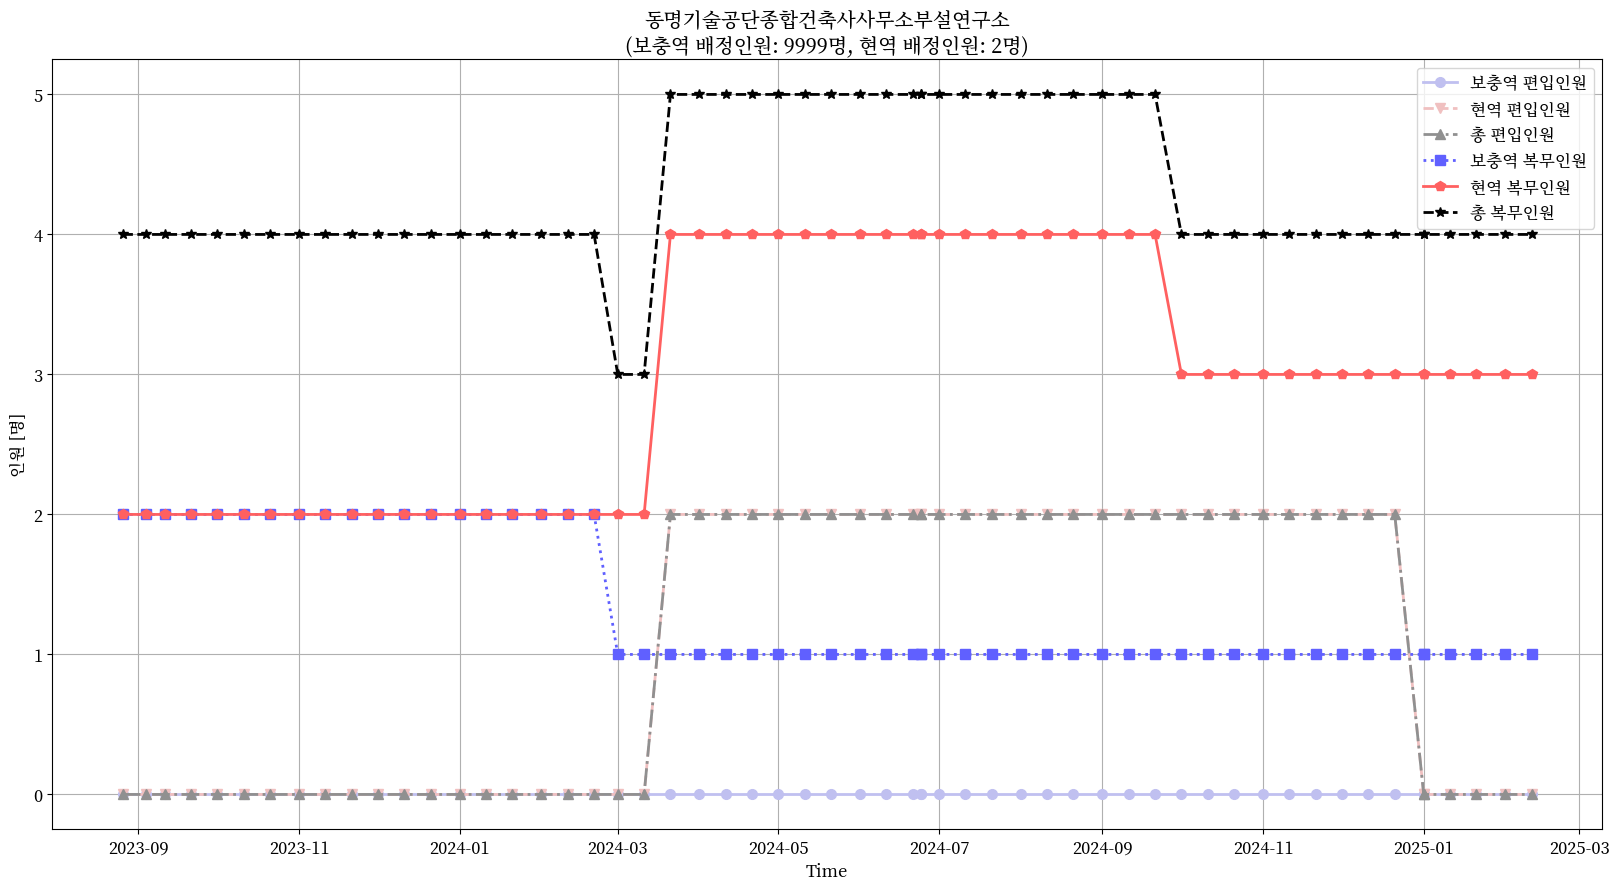 동명기술공단종합건축사사무소부설연구소
(보충역 배정인원: 9999명, 현역 배정인원: 2명)
보충역 편입인원
현역 편입인원
총 편입인원
보충역 복무인원
현역 복무인원
총 복무인원
인원 [명]
5
4
3
2
1
0
2023-09
2023-11
2024-01
2024-03
2024-05
2024-07
2024-09
2024-11
2025-01
2025-03
Time